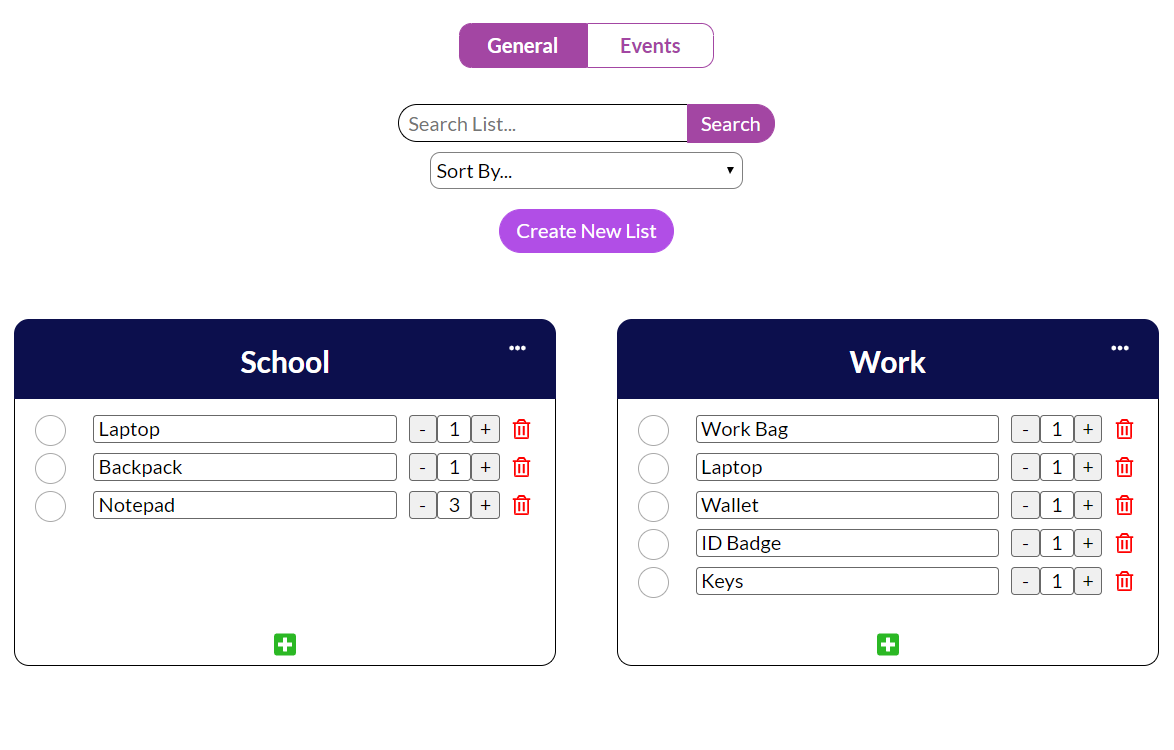 General Events
Search List... Search
Sort By...
Create New List
School
Laptop - 1 +
Backpack - 1 +
Notepad - 3 +
Work
Work Bag - 1 +
Laptop - 1 +
Wallet - 1 +
ID Badge - 1 +
Keys - 1 +